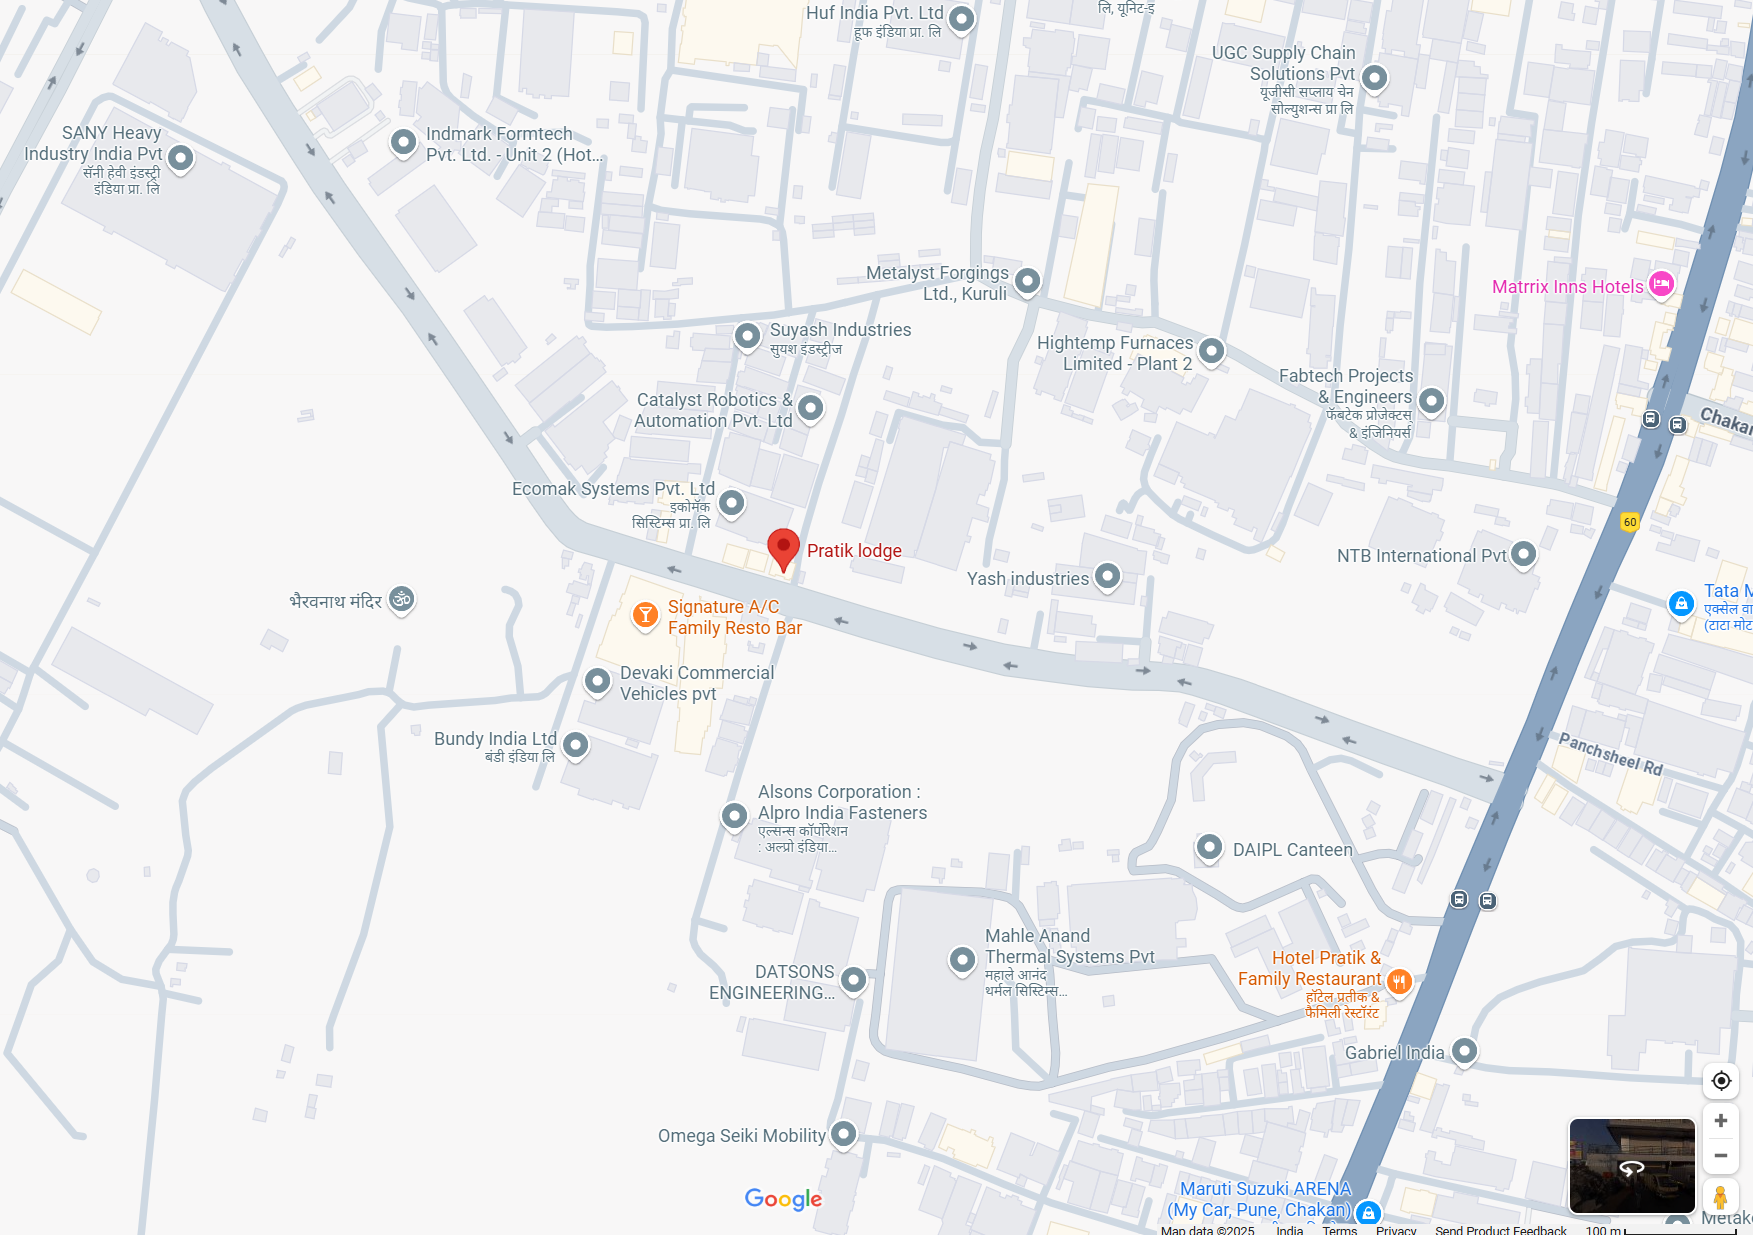 Huf India Pvt. Ltd
हूफ इंडिया प्रा. लि
लि, यूनिट-इ
UGC Supply Chain
Solutions Pvt
यूजीसी सप्लाय चेन
सोल्युशन्स प्रा लि
SANY Heavy
Industry India Pvt
सॅनी हेवी इंडस्ट्री
इंडिया प्रा. लि
Indmark Formtech
Pvt. Ltd. - Unit 2 (Hot...
Metalyst Forgings
Ltd., Kuruli
Matrrix Inns Hotels
Suyash Industries
सुयश इंडस्ट्रीज
Hightemp Furnaces
Limited - Plant 2
Fabtech Projects
& Engineers
फॅबटेक प्रोजेक्ट्स
& इंजिनियर्स
Catalyst Robotics &
Automation Pvt. Ltd
Chakan
Ecomak Systems Pvt. Ltd
इकोमॅक
सिस्टिम्स प्रा. लि
60
Pratik lodge
NTB International Pvt
Yash industries
भैरवनाथ मंदिर
Signature A/C
Family Resto Bar
Tata M
एक्सेल वा
(टाटा मोट
Devaki Commercial
Vehicles pvt
Bundy India Ltd
बंडी इंडिया लि
Panchsheel Rd
Alsons Corporation :
Alpro India Fasteners
एल्सन्स कॉर्पोरेशन
: अल्प्रो इंडिया...
DAIPL Canteen
Mahle Anand
Thermal Systems Pvt
महाले आनंद
थर्मल सिस्टिम्स...
DATSONS
ENGINEERING...
Hotel Pratik &
Family Restaurant
हॉटेल प्रतीक &
फॅमिली रेस्टॉरंट
Gabriel India
Omega Seiki Mobility
Maruti Suzuki ARENA
(My Car, Pune, Chakan)
Metak
Google
Map data ©2025 India Terms Privacy Send Product Feedback 100 m